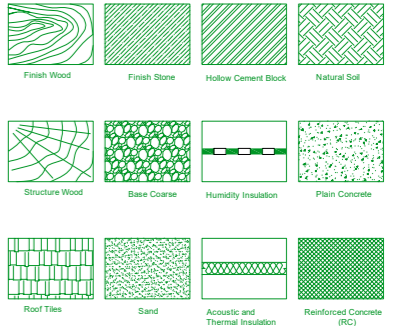 Finish Wood
Finish Stone
Hollow Cement Block
Natural Soil
Structure Wood
Base Coarse
Humidity Insulation
Plain Concrete
Roof Tiles
Sand
Acoustic and
Thermal Insulation
Reinforced Concrete
(RC)